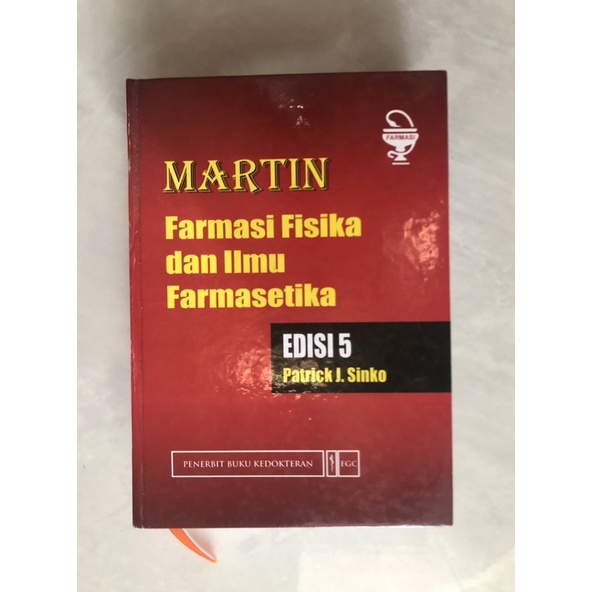 FARMASI
MARTIN
Farmasi Fisika
dan Ilmu
Farmasetika
EDISI 5
Patrick J. Sinko
PENERBIT BUKU KEDOKTERAN EGC